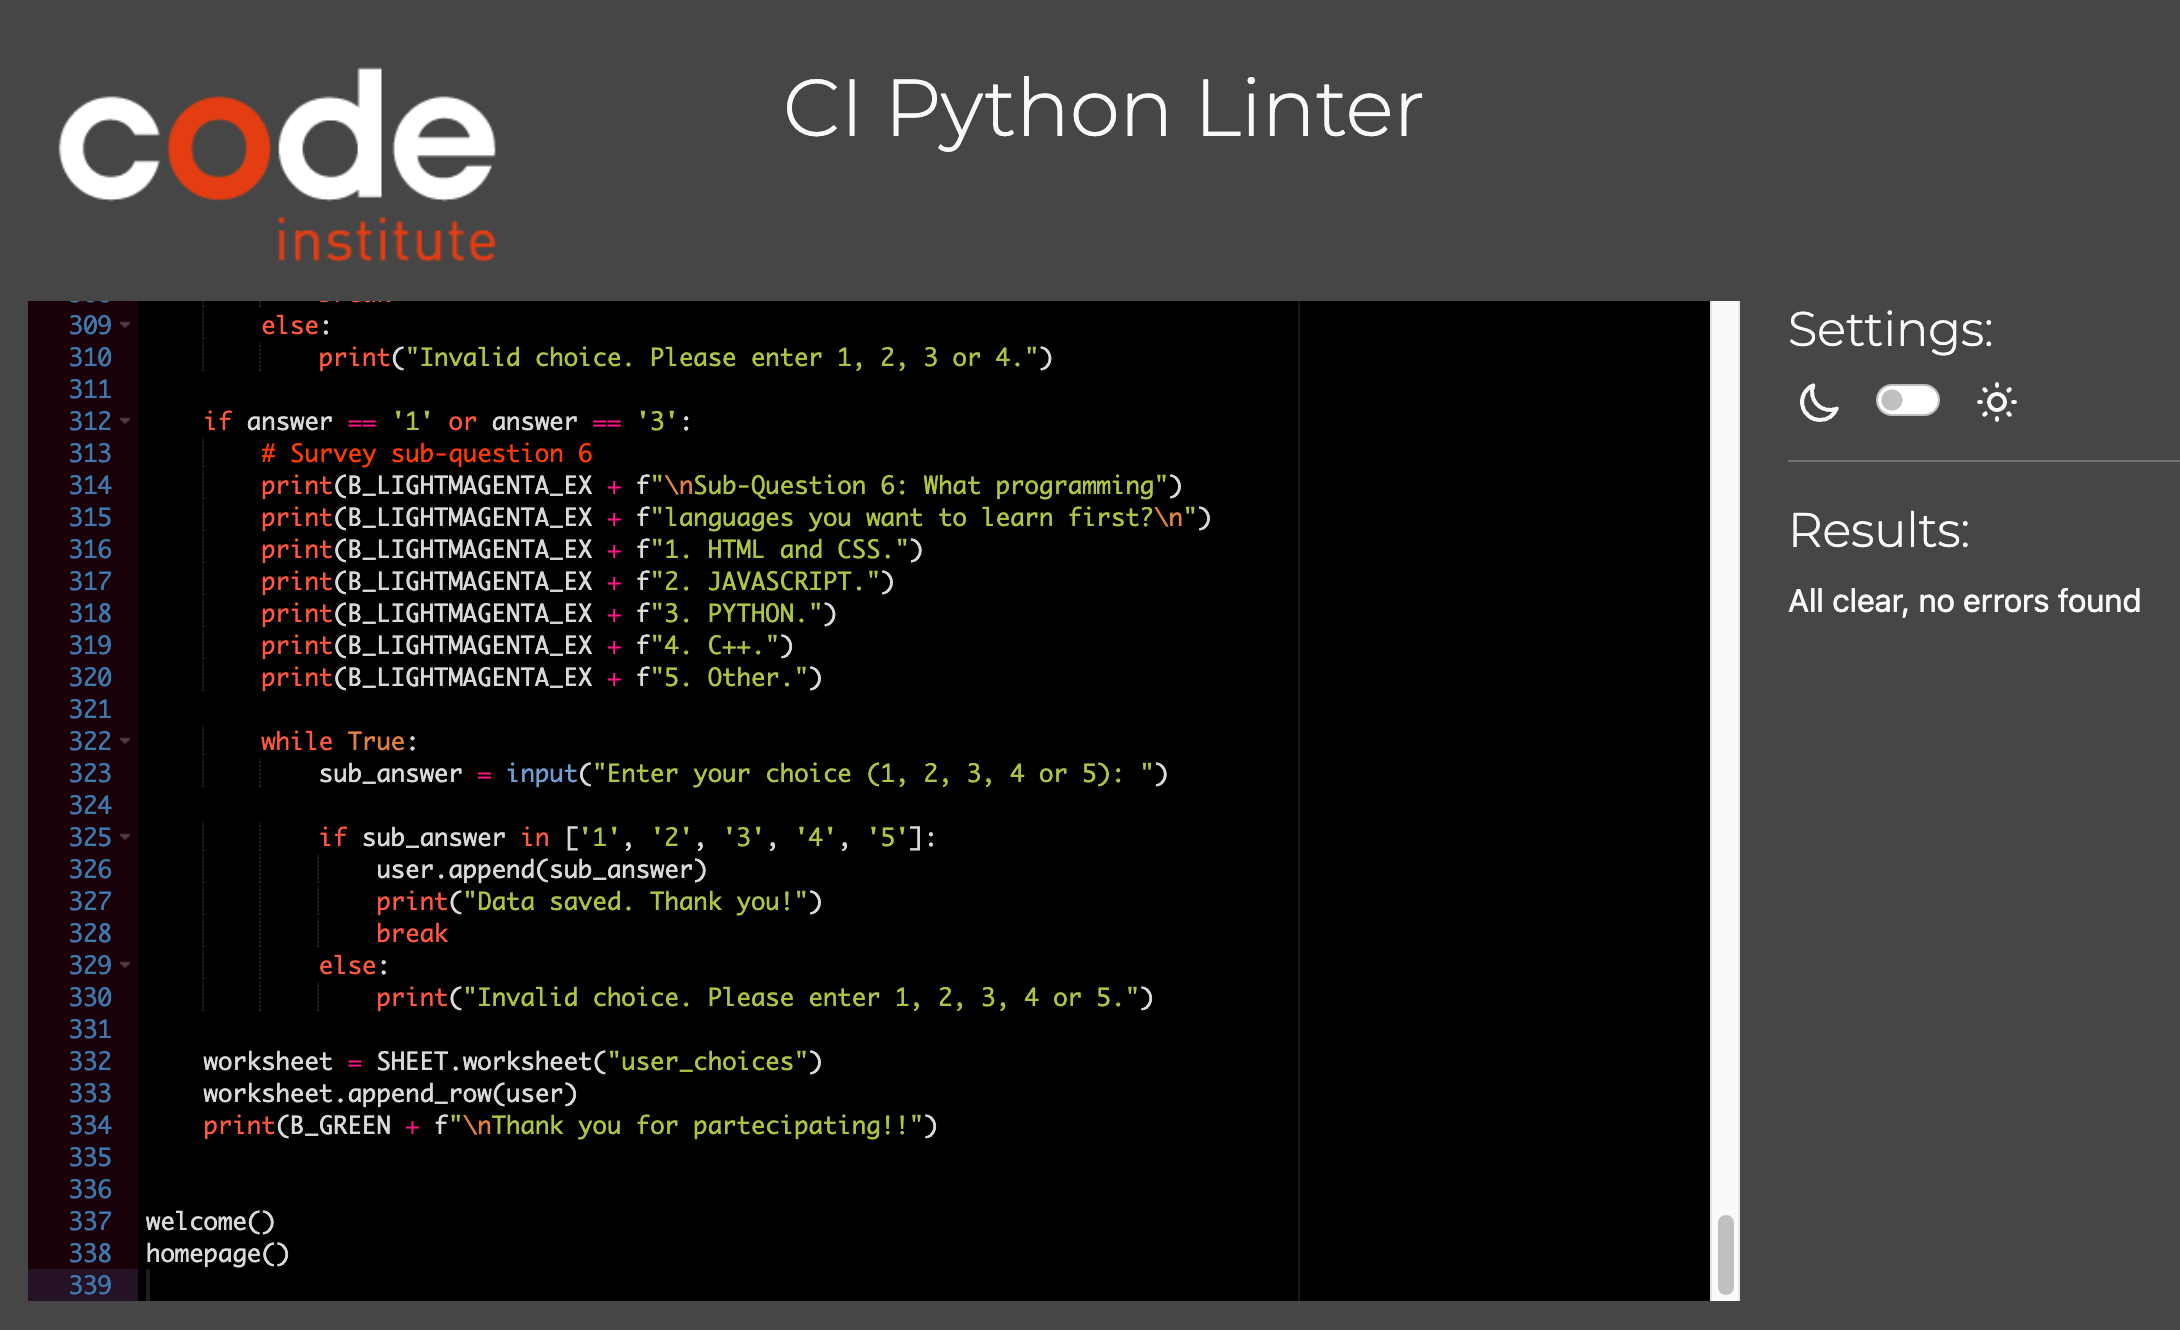 code
institute
CI Python Linter
309 else:
310 print("Invalid choice. Please enter 1, 2, 3 or 4.")
311
312 if answer == '1' or answer == '3':
313 # Survey sub-question 6
314 print(B_LIGHTMAGENTA_EX + f"\nSub-Question 6: What programming")
315 print(B_LIGHTMAGENTA_EX + f"languages you want to learn first?\n")
316 print(B_LIGHTMAGENTA_EX + f"1. HTML and CSS.")
317 print(B_LIGHTMAGENTA_EX + f"2. JAVASCRIPT.")
318 print(B_LIGHTMAGENTA_EX + f"3. PYTHON.")
319 print(B_LIGHTMAGENTA_EX + f"4. C++.")
320 print(B_LIGHTMAGENTA_EX + f"5. Other.")
321
322 while True:
323 sub_answer = input("Enter your choice (1, 2, 3, 4 or 5): ")
324
325 if sub_answer in ['1', '2', '3', '4', '5']:
326 user.append(sub_answer)
327 print("Data saved. Thank you!")
328 break
329 else:
330 print("Invalid choice. Please enter 1, 2, 3, 4 or 5.")
331
332 worksheet = SHEET.worksheet("user_choices")
333 worksheet.append_row(user)
334 print(B_GREEN + f"\nThank you for partecipating!!")
335
336
337 welcome()
338 homepage()
339
Settings:
Results:
All clear, no errors found